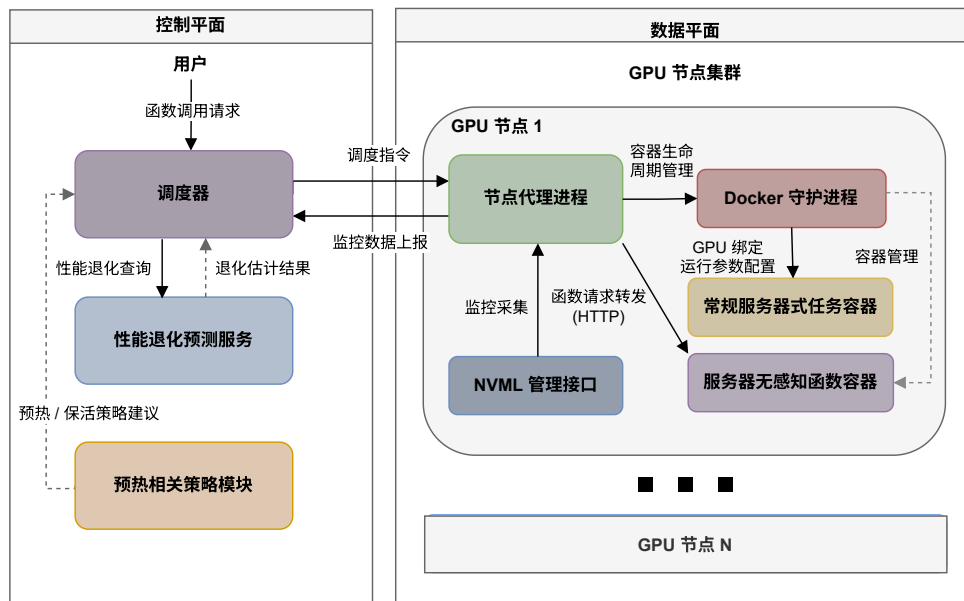 控制平面
用户
函数调用请求
调度器
性能退化查询
退化估计结果
性能退化预测服务
预热 / 保活策略建议
预热相关策略模块
调度指令
监控数据上报
数据平面
GPU 节点集群
GPU 节点 1
节点代理进程
容器生命
周期管理
Docker 守护进程
GPU 绑定
运行参数配置
容器管理
常规服务器式任务容器
监控采集
函数请求转发
(HTTP)
NVML 管理接口
服务器无感知函数容器
GPU 节点 N